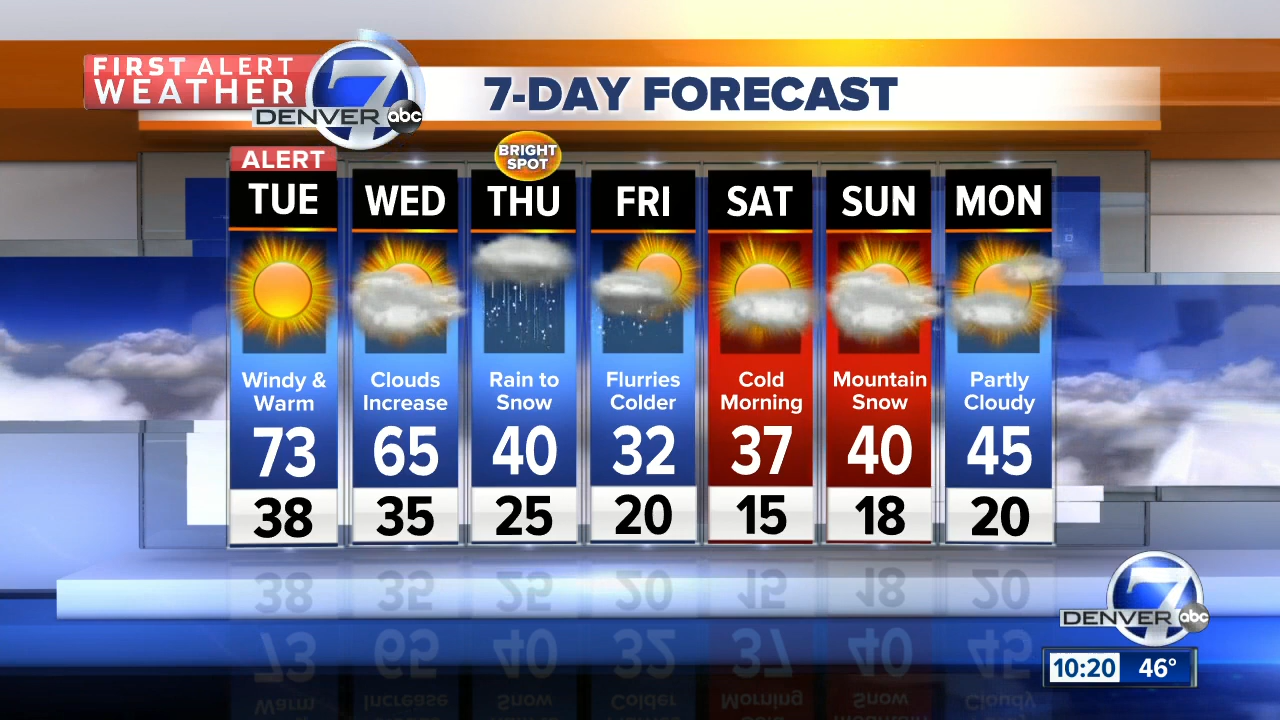 FIRST ALERT
WEATHER
7
DENVER abc
7-DAY FORECAST
ALERT
TUE
Windy &
Warm
73
38
WED
Clouds
Increase
65
35
BRIGHT
SPOT
THU
Rain to
Snow
40
25
FRI
Flurries
Colder
32
20
SAT
Cold
Morning
37
15
SUN
Mountain
Snow
40
18
MON
Partly
Cloudy
45
20
7
DENVER abc
10:20 46°